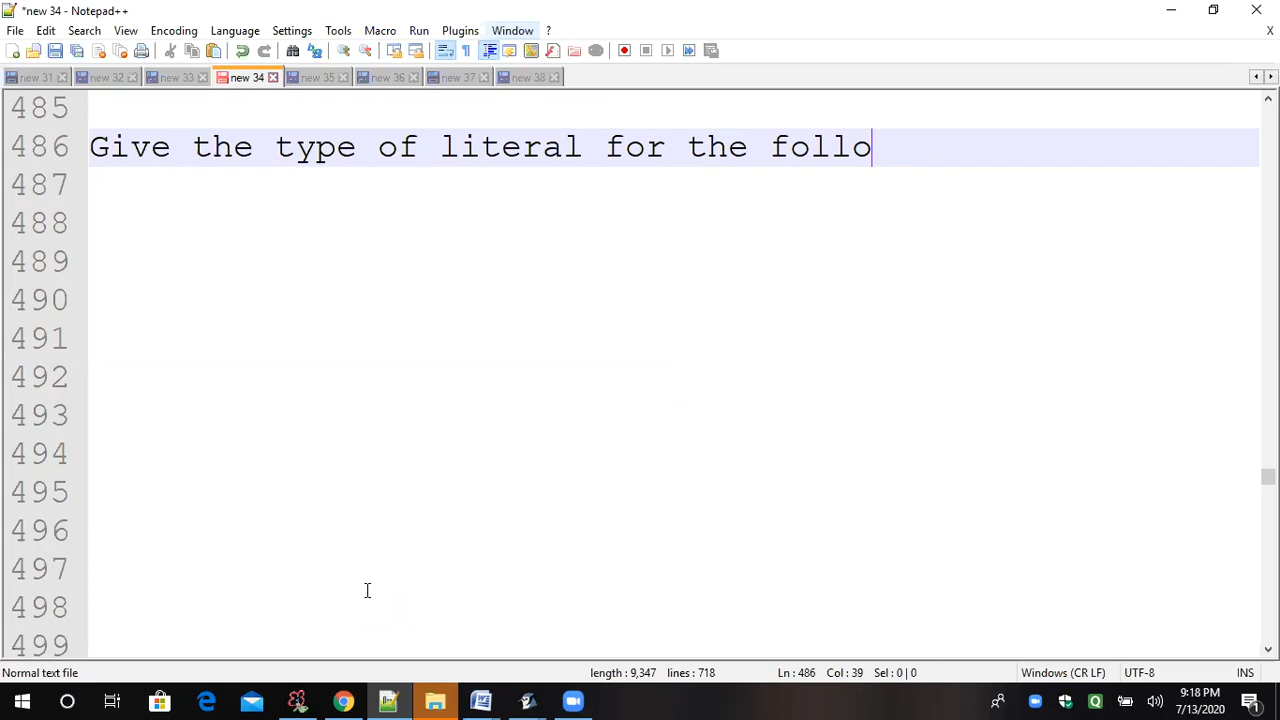 *new 34 - Notepad++
File Edit Search View Encoding Language Settings Tools Macro Run Plugins Window ? X
new 31 new 32 new 33 new 34 new 35 new 36 new 37 new 38
485
486 Give the type of literal for the follo
487
488
489
490
491
492
493
494
495
496
497
498
499
Normal text file length : 9,347 lines : 718 Ln : 486 Col : 39 Sel : 0 | 0 Windows (CR LF) UTF-8 INS
9:18 PM
7/13/2020